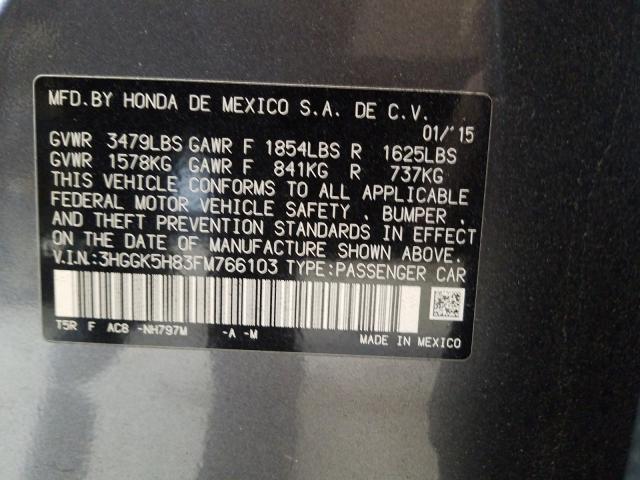 MFD.BY HONDA DE MEXICO S.A. DE C.V.
01/'15
GVWR 3479LBS GAWR F 1854LBS R 1625LBS
GVWR 1578KG GAWR F 841KG R 737KG
THIS VEHICLE CONFORMS TO ALL APPLICABLE
FEDERAL MOTOR VEHICLE SAFETY , BUMPER ,
AND THEFT PREVENTION STANDARDS IN EFFECT
ON THE DATE OF MANUFACTURE SHOWN ABOVE.
V.I.N.:3HGGK5H83FM766103 TYPE:PASSENGER CAR
T5R F AC8 -NH797M -A -M
MADE IN MEXICO